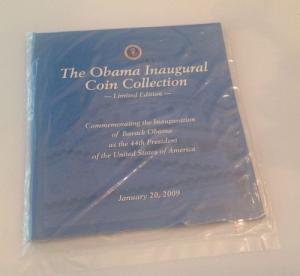 The Obama Inaugural
Coin Collection
— Limited Edition —
Commemorating the Inauguration
of Barack Obama
as the 44th President
of the United States of America
January 20, 2009